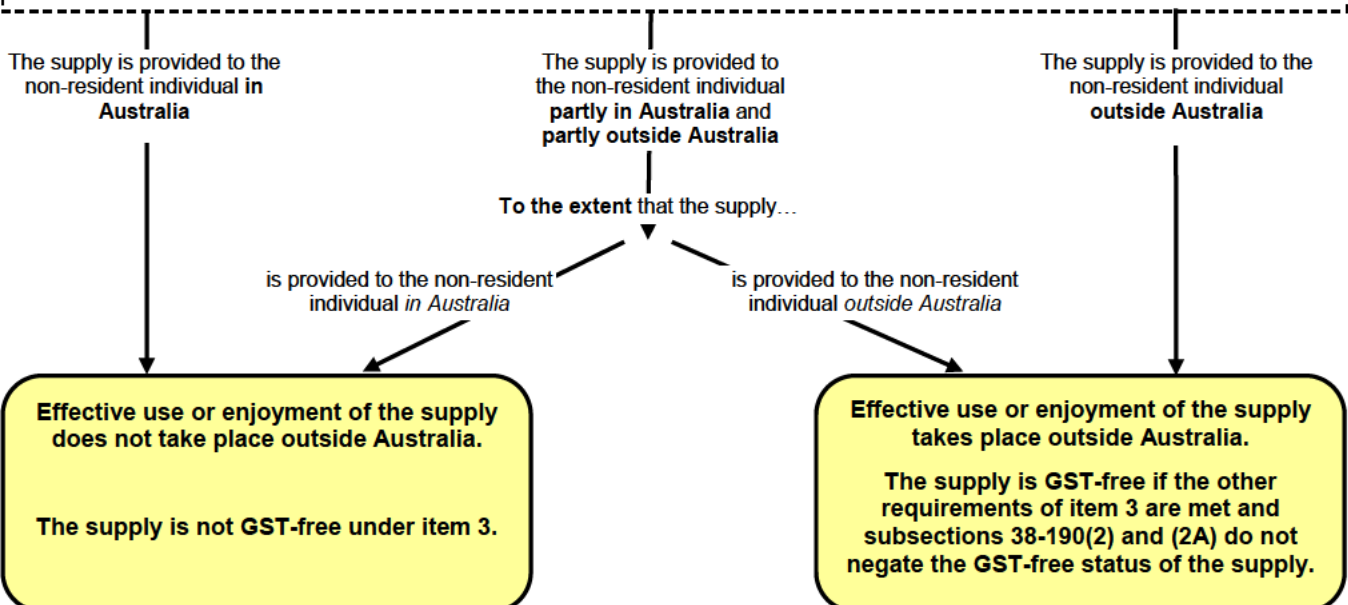 The supply is provided to the
non-resident individual in
Australia
The supply is provided to
the non-resident individual
partly in Australia and
partly outside Australia
The supply is provided to the
non-resident individual
outside Australia
To the extent that the supply…
is provided to the non-resident
individual in Australia
is provided to the non-resident
individual outside Australia
Effective use or enjoyment of the supply
does not take place outside Australia.
The supply is not GST-free under item 3.
Effective use or enjoyment of the supply
takes place outside Australia.
The supply is GST-free if the other
requirements of item 3 are met and
subsections 38-190(2) and (2A) do not
negate the GST-free status of the supply.